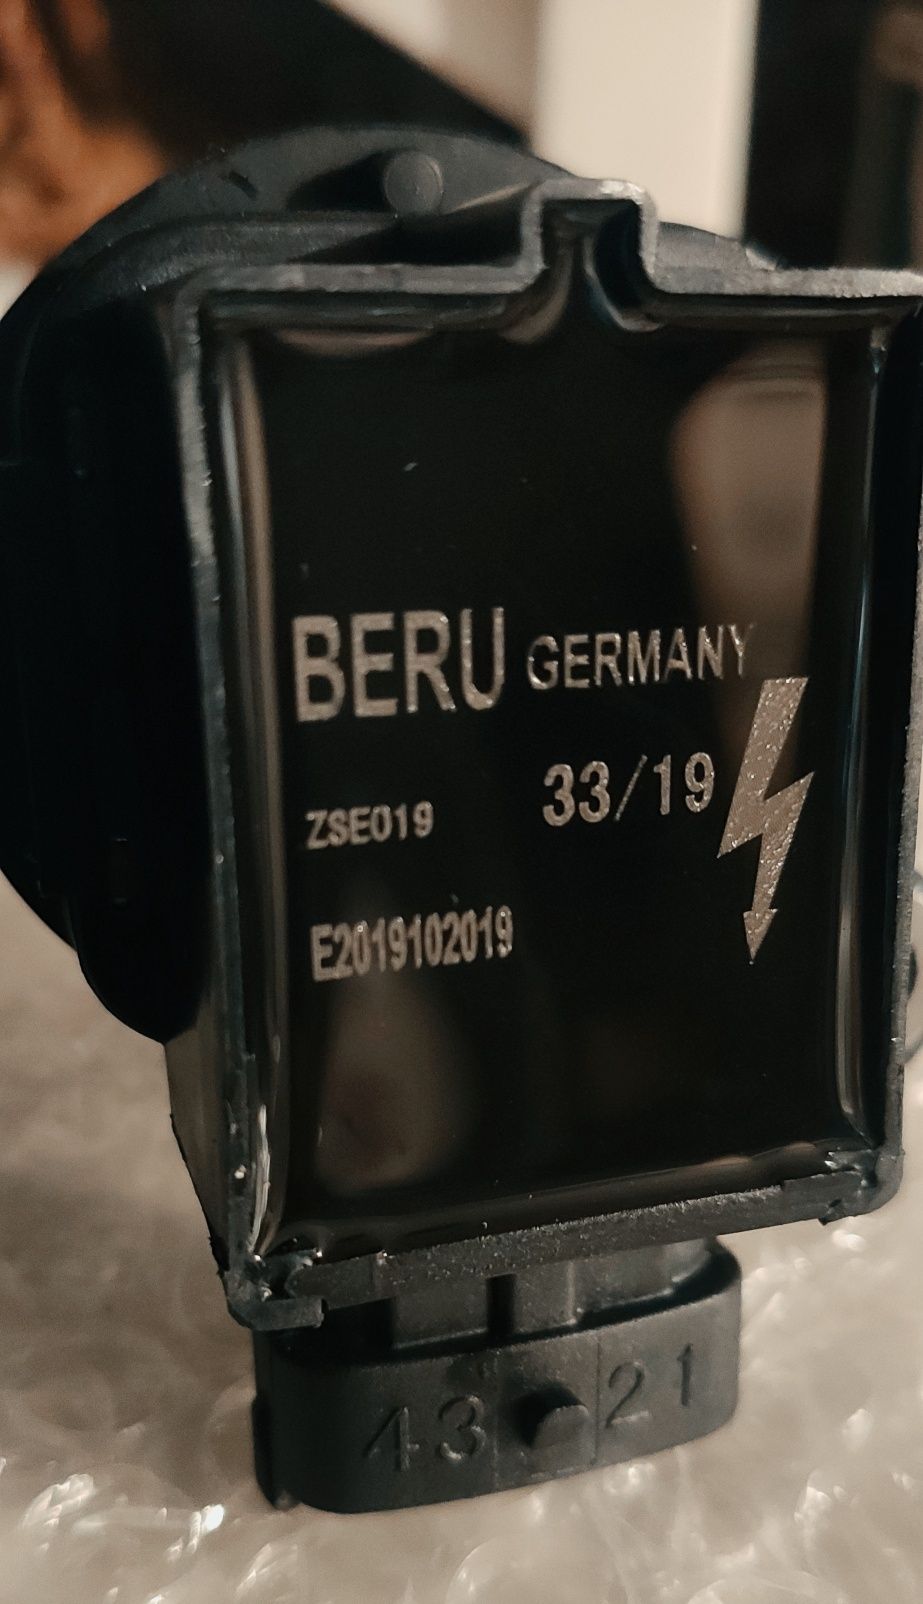 BERU GERMANY
ZSE019 33/19
E2019102019
43 21